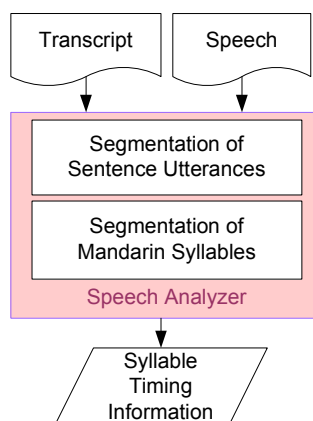 Transcript
Speech
Segmentation of
Sentence Utterances
Segmentation of
Mandarin Syllables
Speech Analyzer
Syllable
Timing
Information